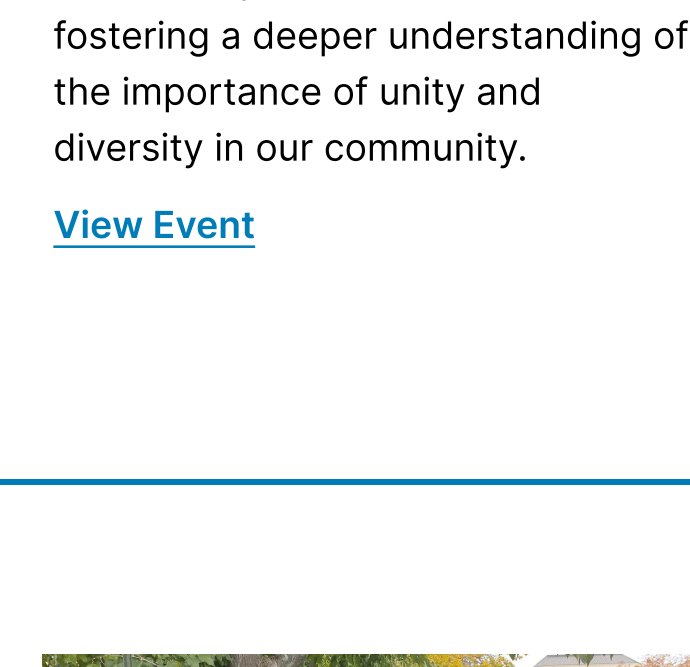 fostering a deeper understanding of
the importance of unity and
diversity in our community.
View Event